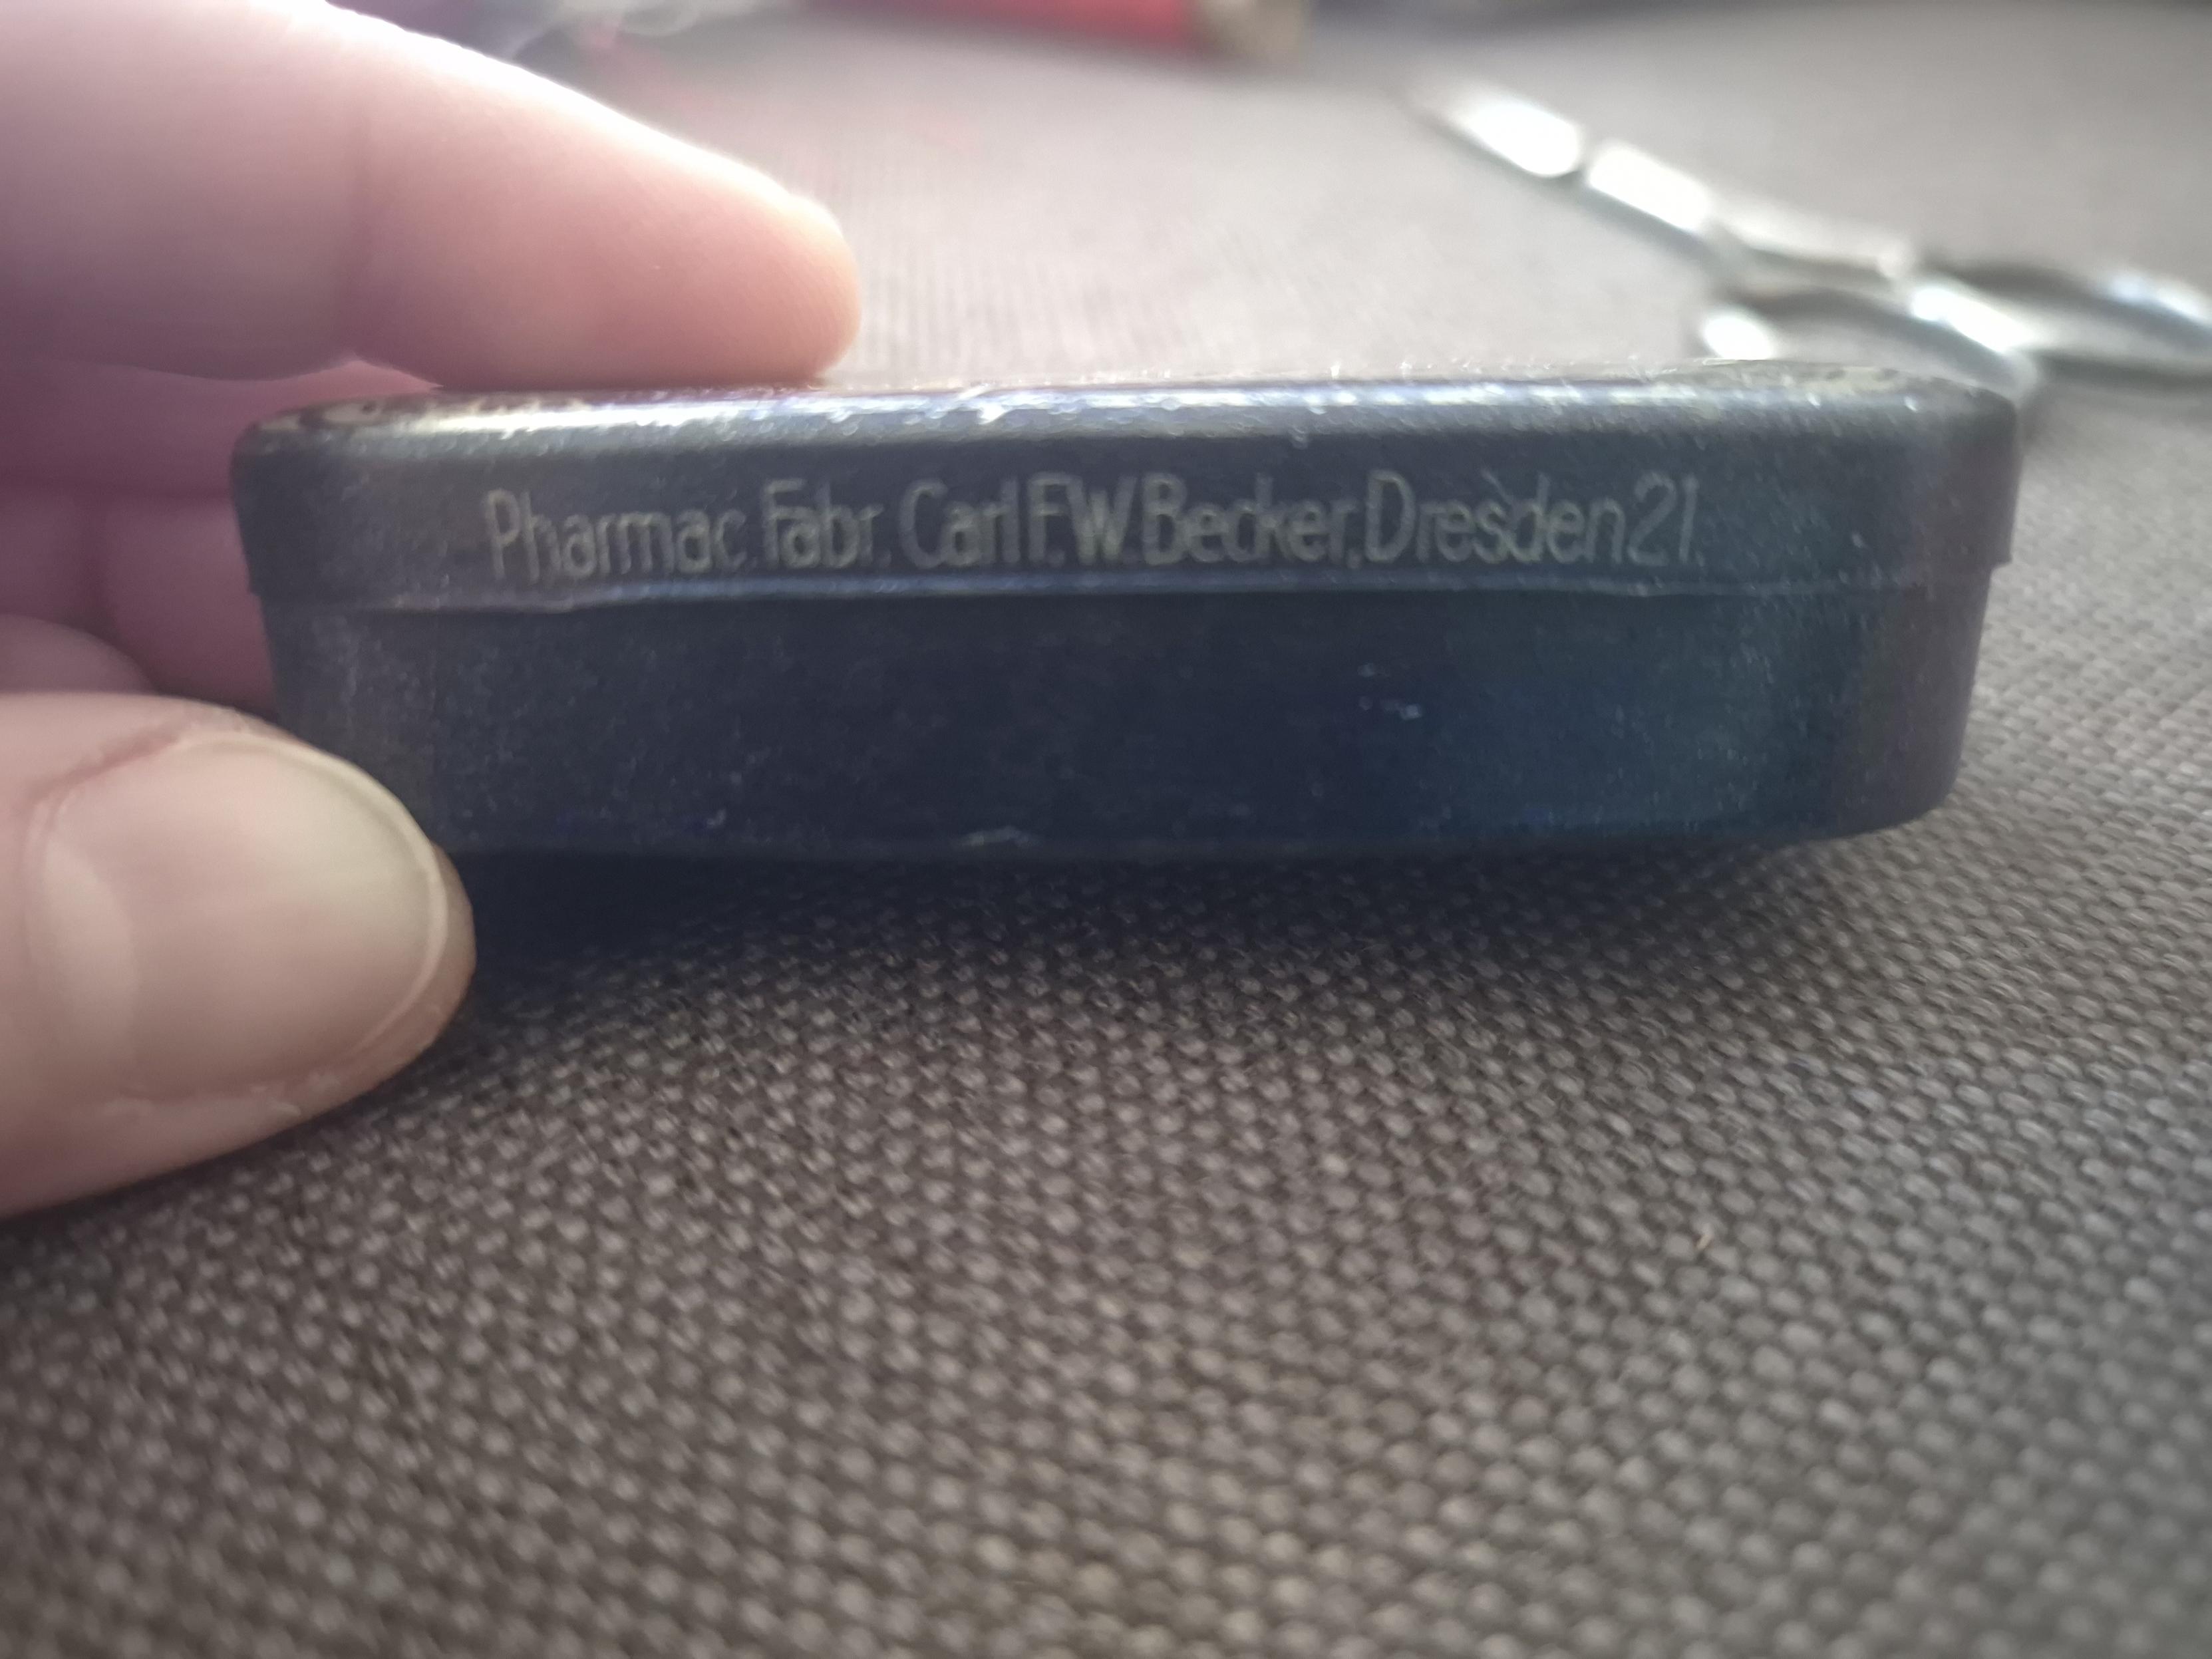 Pharmac. Fabr. Carl F.W. Becker, Dresden 21.